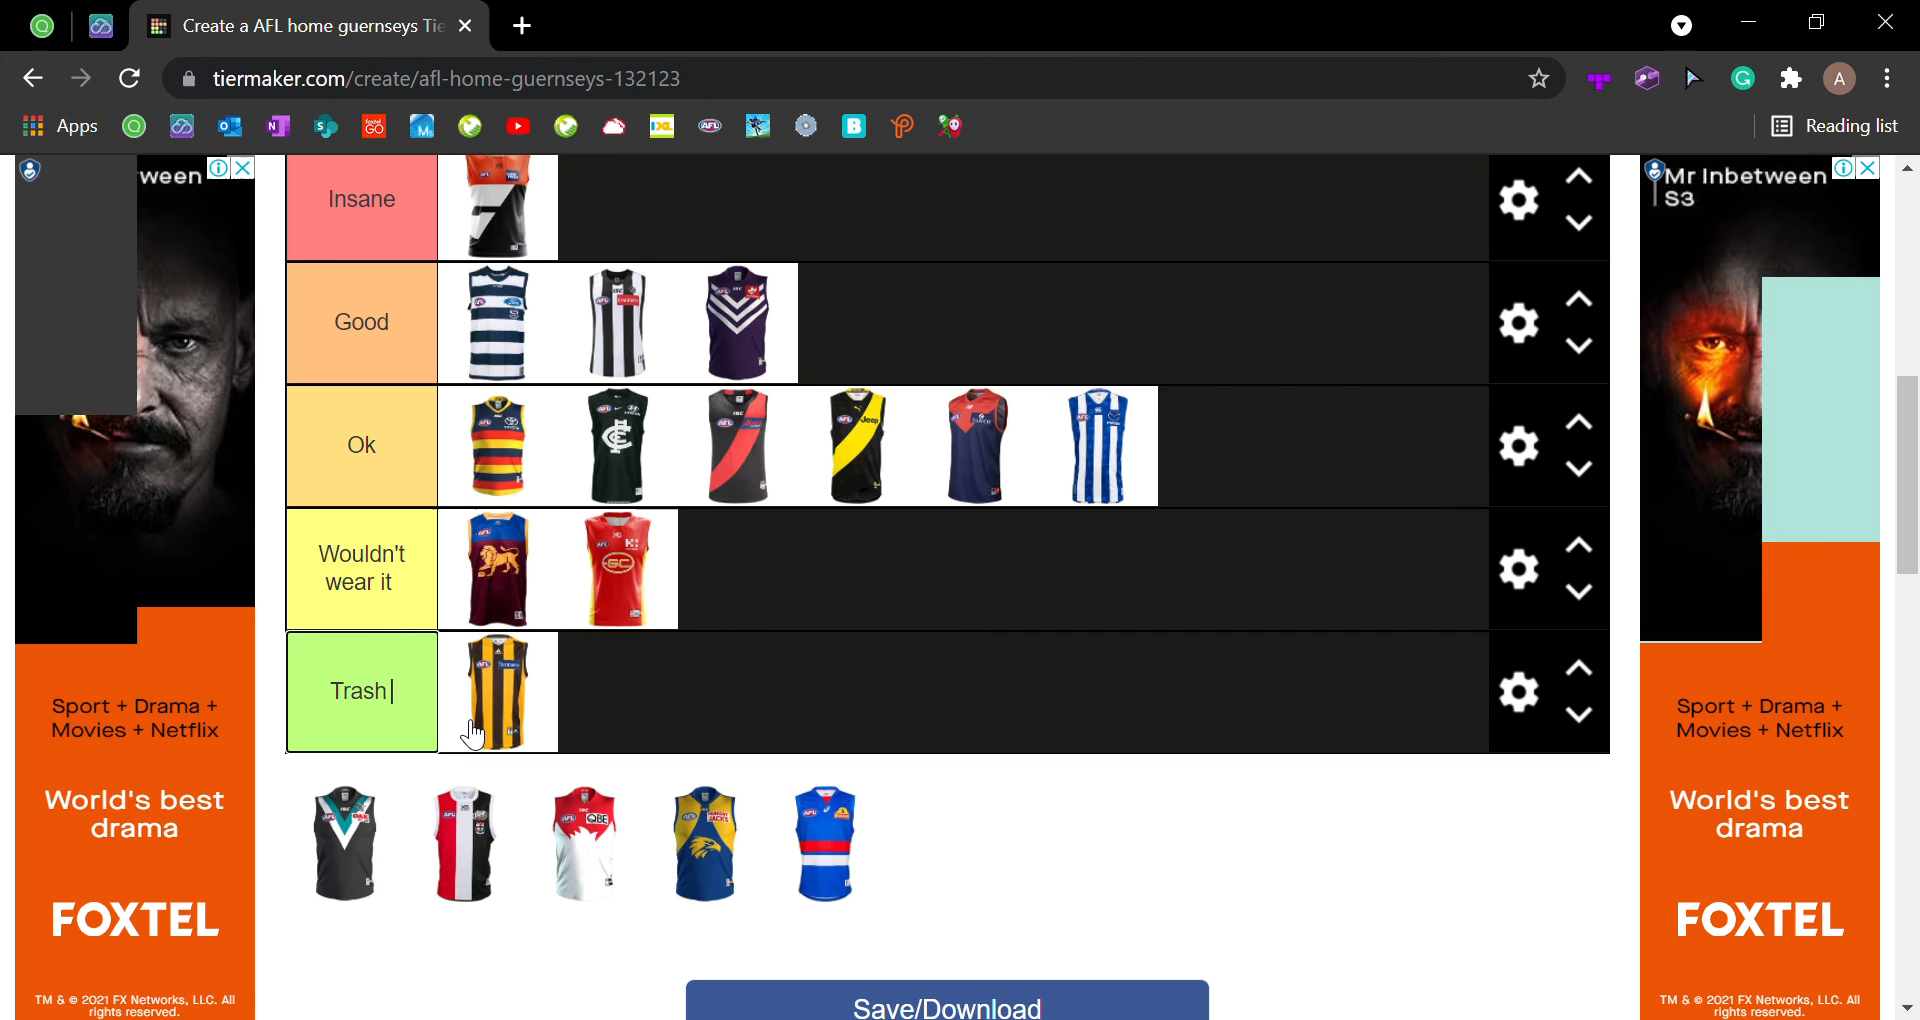 Create a AFL home guernseys Tie
tiermaker.com/create/afl-home-guernseys-132123
A
Apps
Reading list
ween
Mr Inbetween
S3
Insane
Good
Ok
Wouldn't
wear it
Trash
Sport + Drama +
Movies + Netflix
World's best
drama
FOXTEL
TM & © 2021 FX Networks, LLC. All
rights reserved.
Sport + Drama +
Movies + Netflix
World's best
drama
FOXTEL
TM & © 2021 FX Networks, LLC. All
rights reserved.
QBE
Jeep
GC
Save/Download